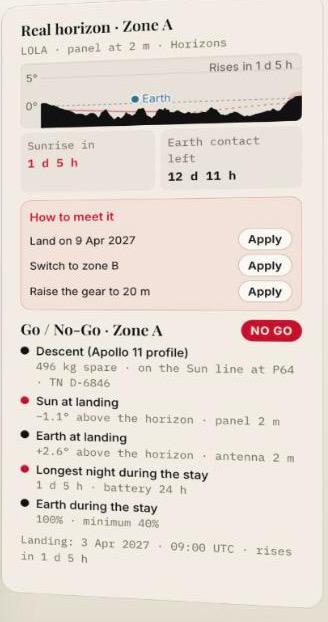 Real horizon · Zone A
LOLA · panel at 2 m · Horizons
Rises in 1 d 5 h
5°
0°
Earth
Sunrise in
1 d 5 h
Earth contact
left
12 d 11 h
How to meet it
Land on 9 Apr 2027
Apply
Switch to zone B
Apply
Raise the gear to 20 m
Apply
Go / No-Go · Zone A
NO GO
Descent (Apollo 11 profile)
496 kg spare · on the Sun line at P64
· TN D-6846
Sun at landing
−1.1° above the horizon · panel 2 m
Earth at landing
+2.6° above the horizon · antenna 2 m
Longest night during the stay
1 d 5 h · battery 24 h
Earth during the stay
100% · minimum 40%
Landing: 3 Apr 2027 · 09:00 UTC · rises
in 1 d 5 h